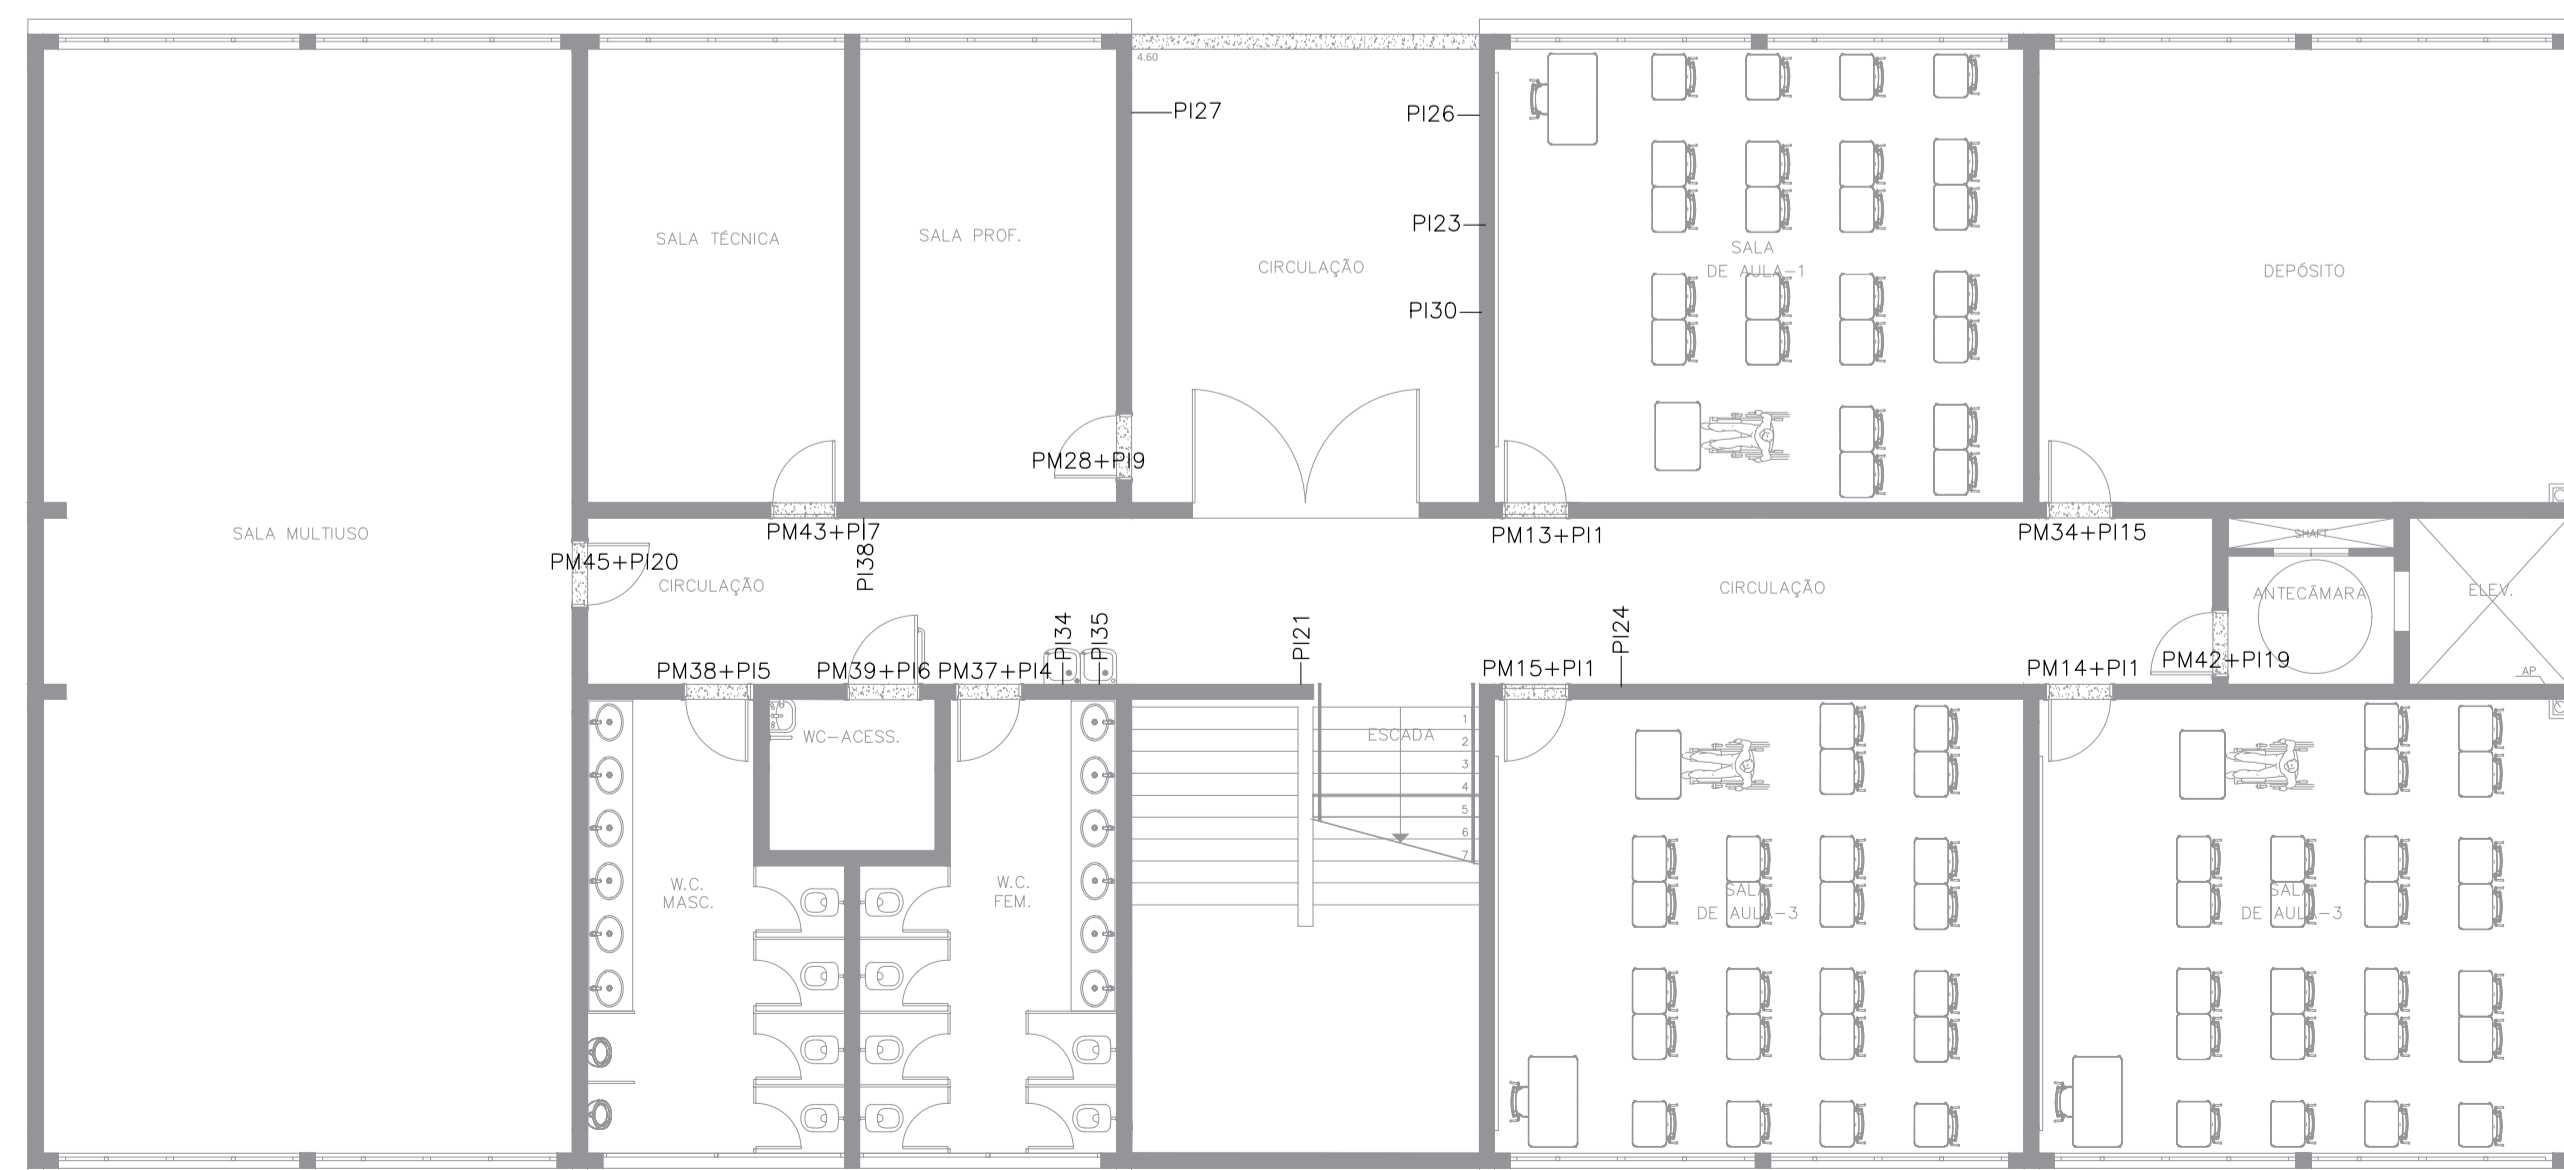 4.60
PI27
PI26
SALA TÉCNICA
SALA PROF.
PI23
SALA
DE AULA-1
CIRCULAÇÃO
DEPÓSITO
PI30
PM28+PI9
SALA MULTIUSO
PM43+PI7
PI38
PM13+PI1
PM34+PI15
SHAFT
PM45+PI20
CIRCULAÇÃO
CIRCULAÇÃO
ANTECÂMARA
ELEV.
PI34
PI35
PI21
PI24
PM38+PI5
PM39+PI6
PM37+PI4
PM15+PI1
PM14+PI1
PM42+PI19
AP
WC-ACESS.
ESCADA
1
2
3
4
5
6
7
W.C.
MASC.
W.C.
FEM.
SALA
DE AULA-3
SALA
DE AULA-3